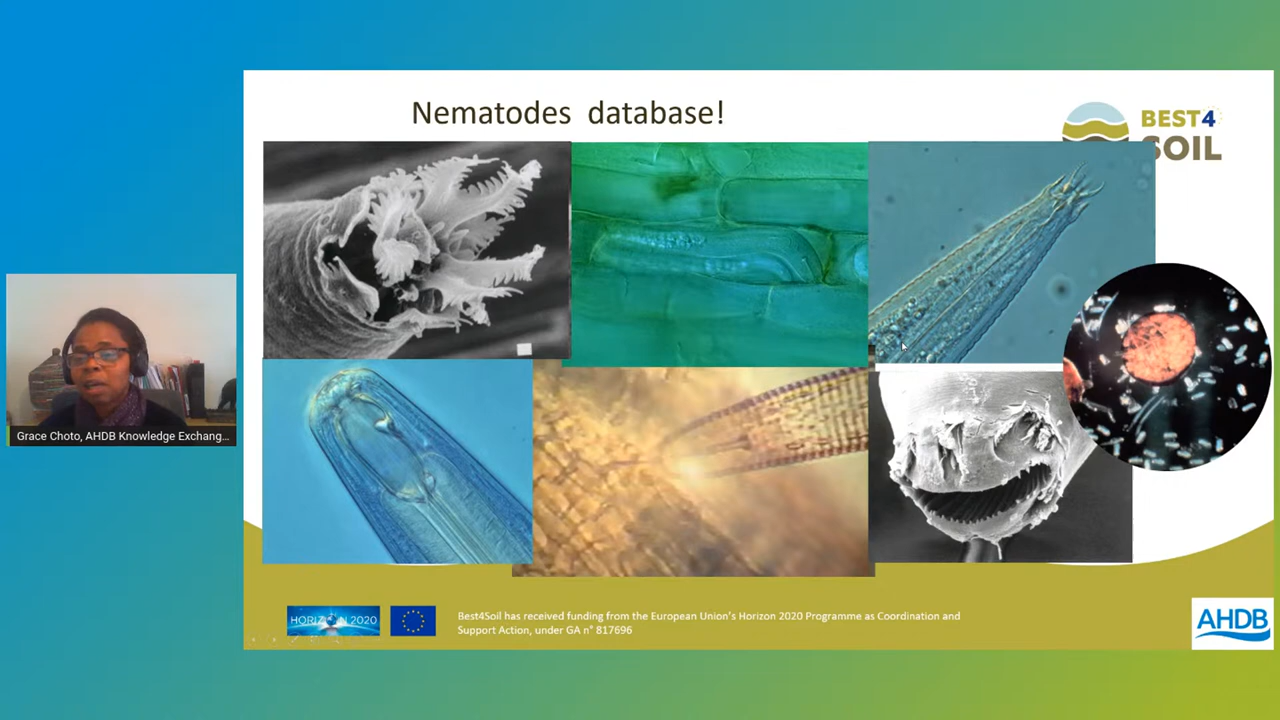 Nematodes database!
BEST4
SOIL
Grace Choto, AHDB Knowledge Exchang...
HORIZON 2020
Best4Soil has received funding from the European Union's Horizon 2020 Programme as Coordination and
Support Action, under GA n° 817696
AHDB